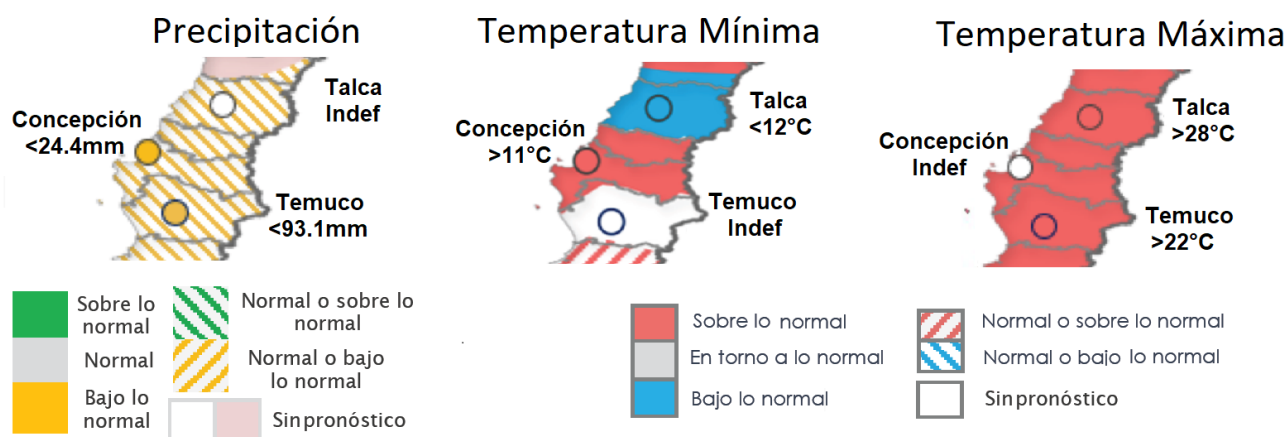 Precipitación
Talca
Indef
Concepción
<24.4mm
Temuco
<93.1mm
Temperatura Mínima
Talca
<12°C
Concepción
>11°C
Temuco
Indef
Temperatura Máxima
Talca
>28°C
Concepción
Indef
Temuco
>22°C
Sobre lo
normal
Normal
Bajo lo
normal
Normal o sobre lo
normal
Normal o bajo
lo normal
Sin pronóstico
Sobre lo normal
En torno a lo normal
Bajo lo normal
Normal o sobre lo normal
Normal o bajo lo normal
Sin pronóstico